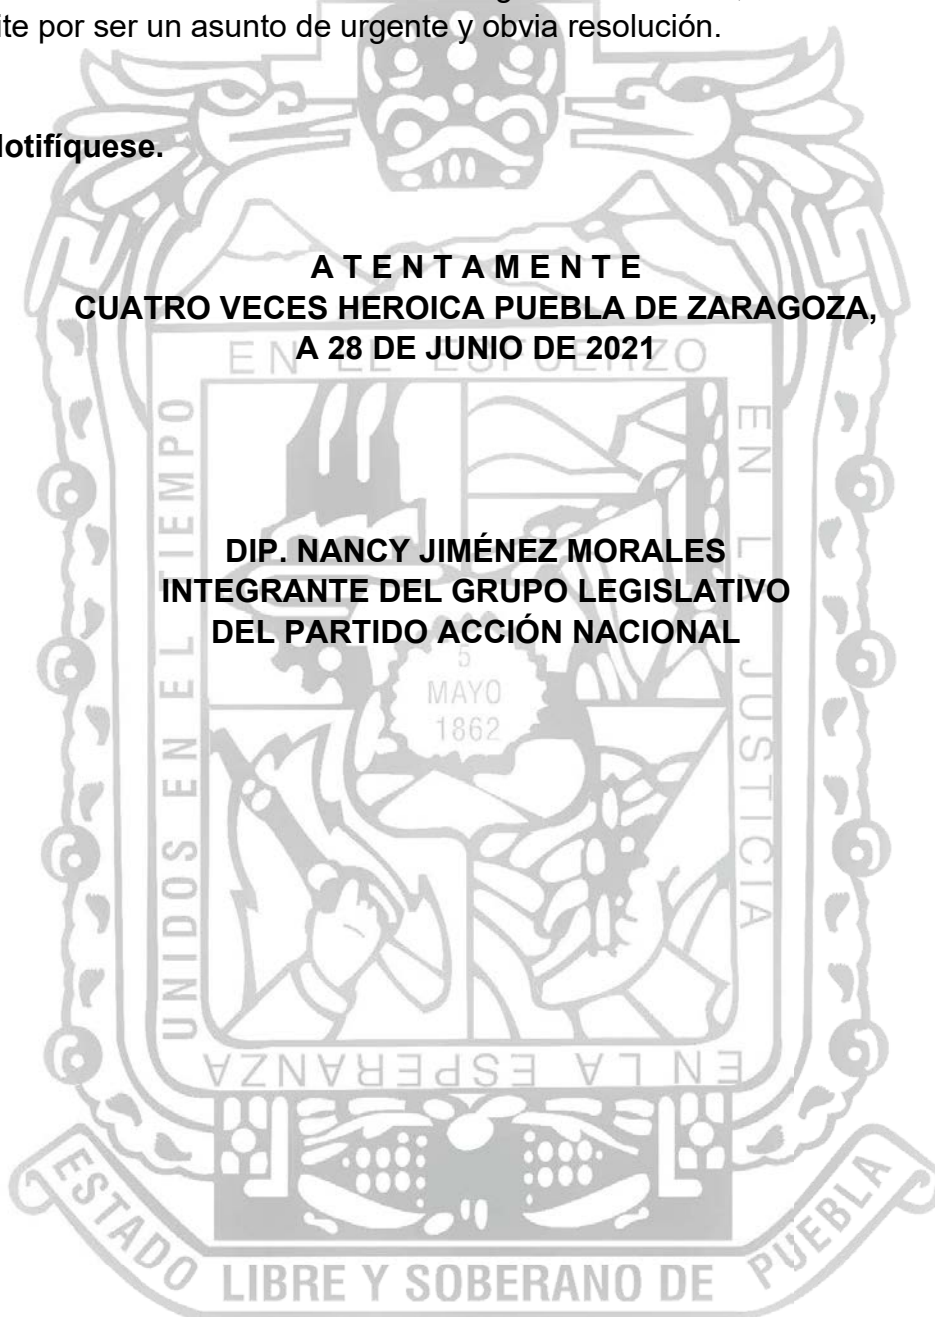 ite por ser un asunto de urgente y obvia resolución.
lotifíquese.
A T E N T A M E N T E
CUATRO VECES HEROICA PUEBLA DE ZARAGOZA,
A 28 DE JUNIO DE 2021
EN EL ESFUERZO
EN LA JUSTICIA
UNIDOS EN EL TIEMPO
DIP. NANCY JIMÉNEZ MORALES
INTEGRANTE DEL GRUPO LEGISLATIVO
DEL PARTIDO ACCIÓN NACIONAL
5
MAYO
1862
EN LA ESPERANZA
ESTADO
LIBRE Y SOBERANO DE
PUEBLA